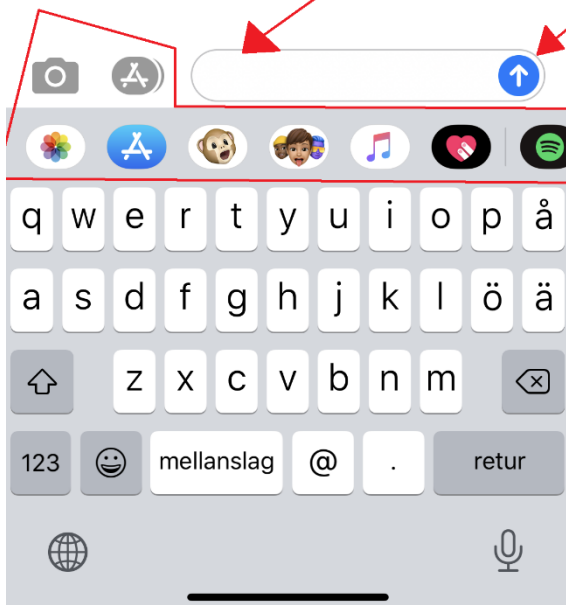 q w e r t y u i o p å
a s d f g h j k l ö ä
z x c v b n m
123 mellanslag @ . retur